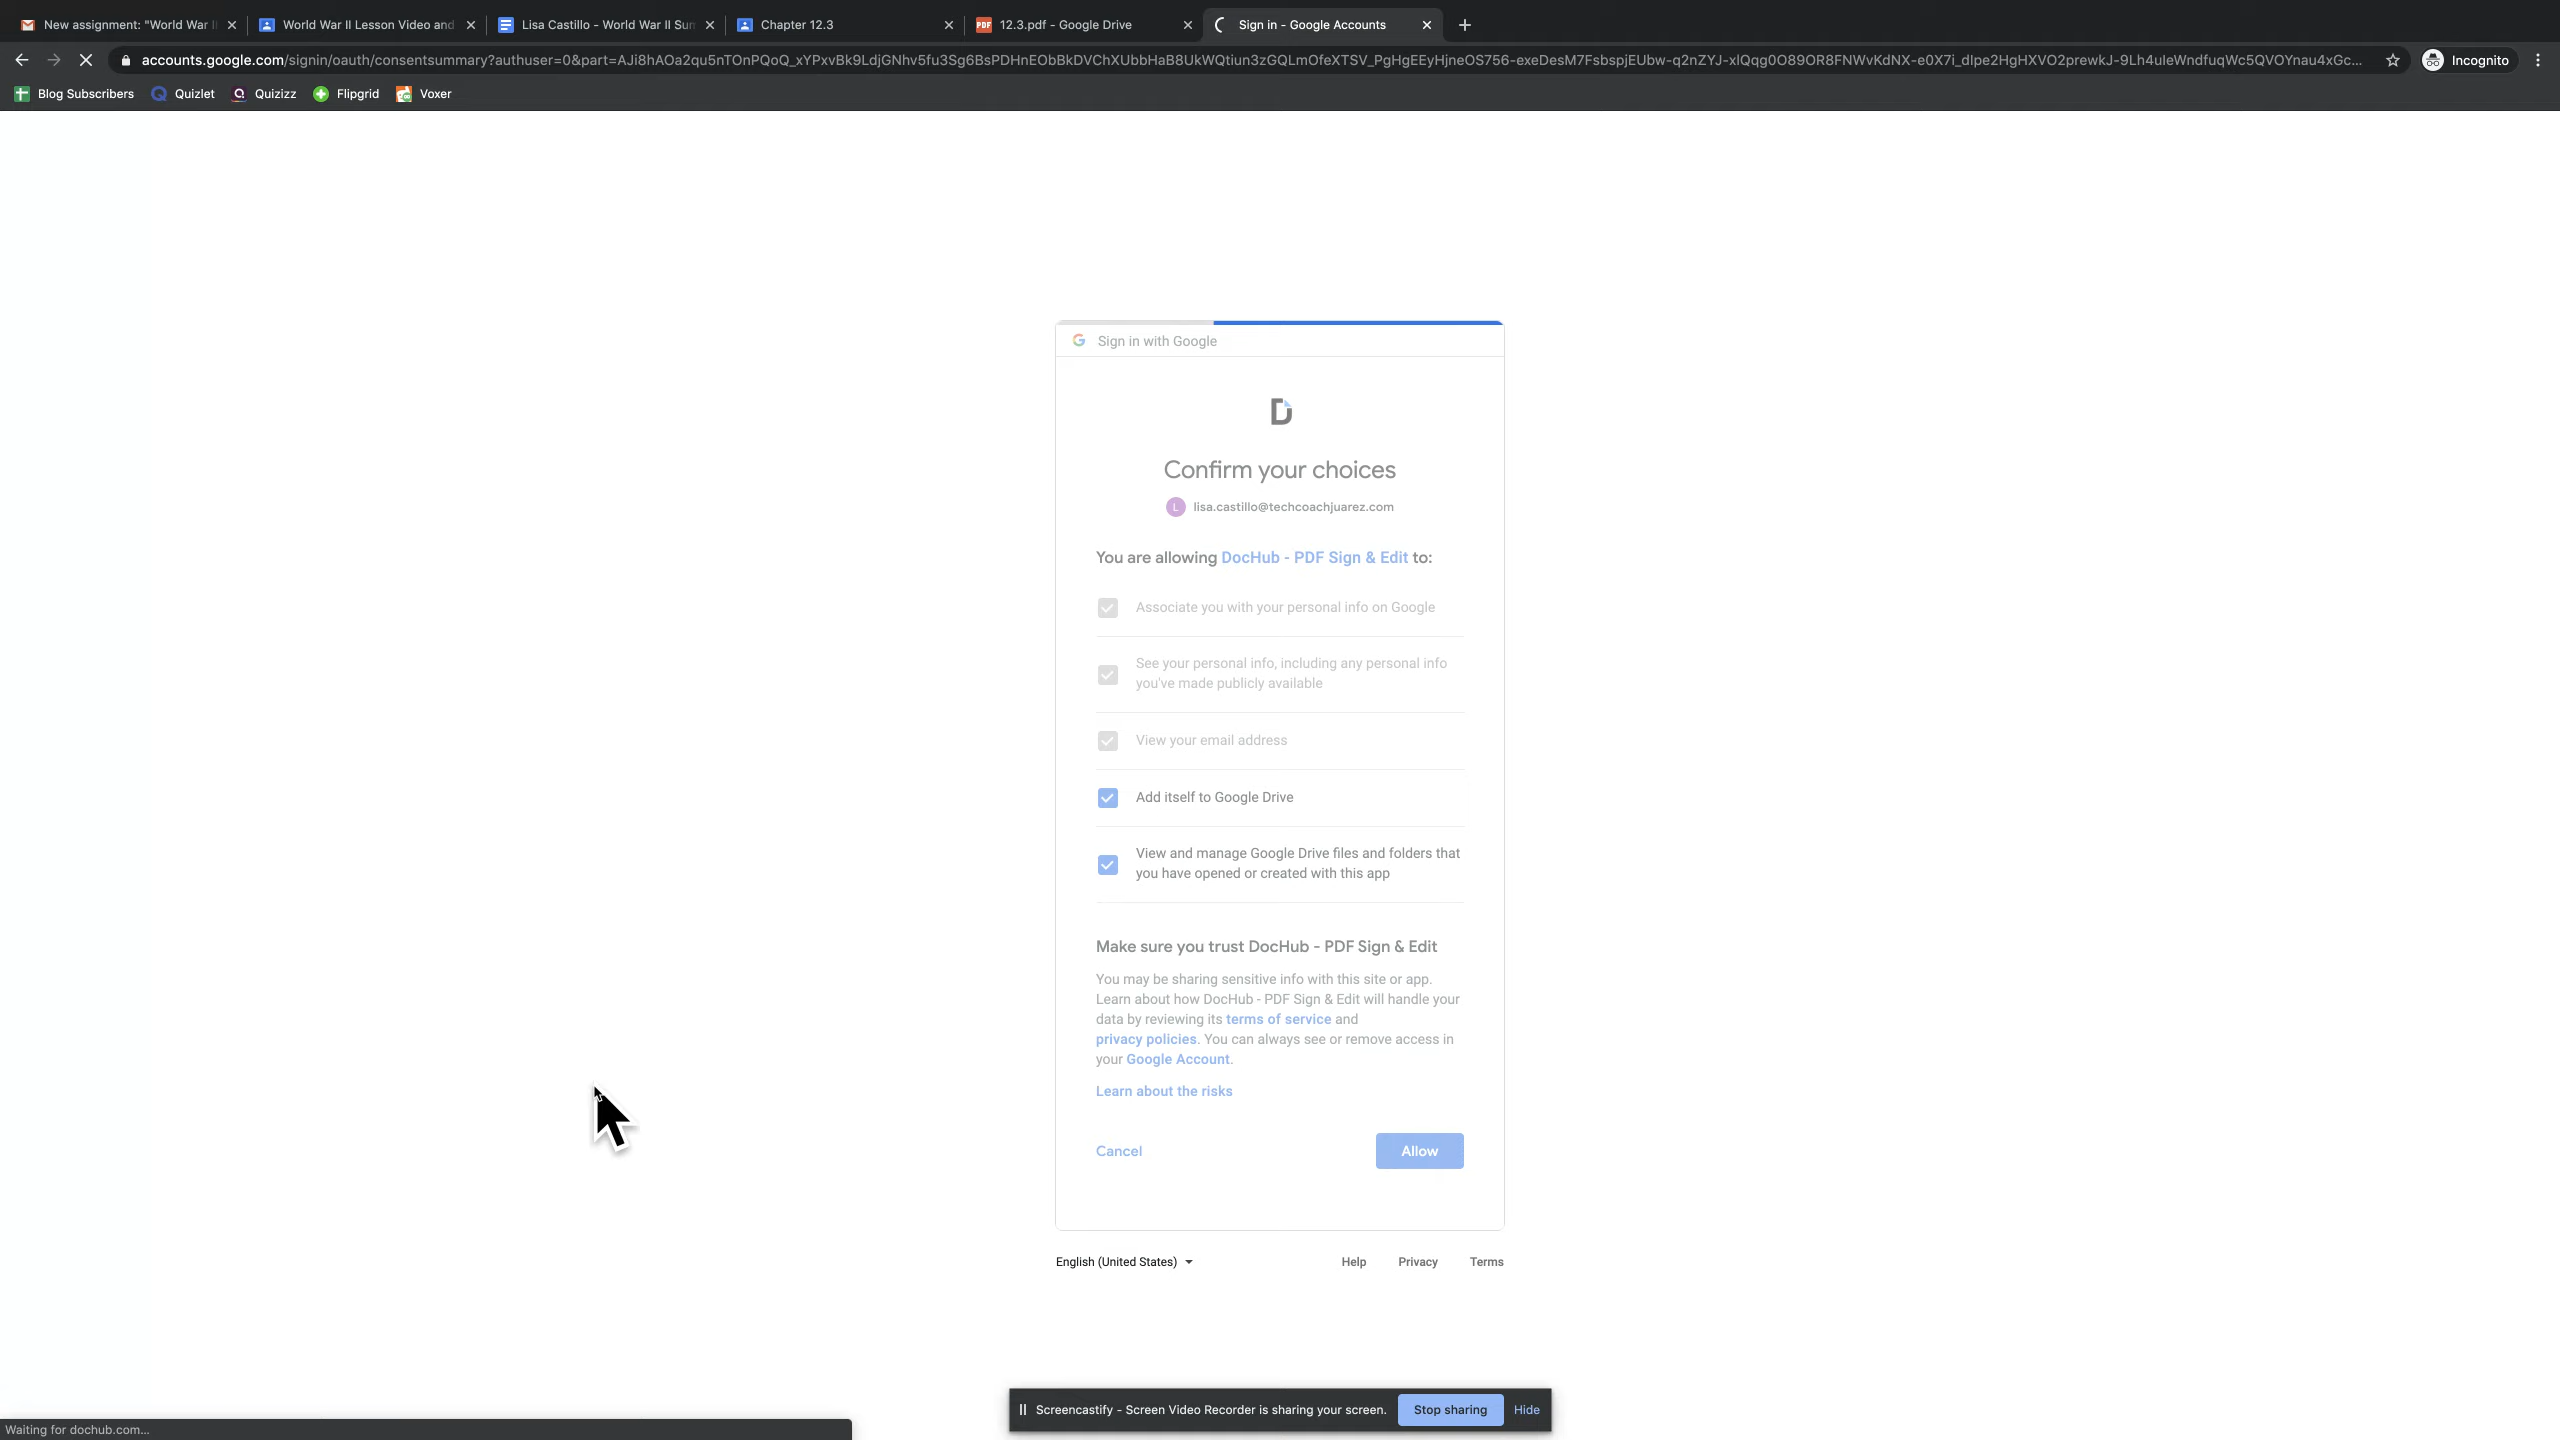 New assignment: "World War I
World War II Lesson Video and
Lisa Castillo - World War II Sum
Chapter 12.3
PDF 12.3.pdf - Google Drive
Sign in - Google Accounts
accounts.google.com/signin/oauth/consentsummary?authuser=0&part=
Incognito
Blog Subscribers
Quizlet
Quizizz
Flipgrid
Voxer
Sign in with Google
Confirm your choices
L lisa.castillo@techcoachjuarez.com
You are allowing DocHub - PDF Sign & Edit to:
Associate you with your personal info on Google
See your personal info, including any personal info
you've made publicly available
View your email address
Add itself to Google Drive
View and manage Google Drive files and folders that
you have opened or created with this app
Make sure you trust DocHub - PDF Sign & Edit
You may be sharing sensitive info with this site or app.
Learn about how DocHub - PDF Sign & Edit will handle your
data by reviewing its terms of service and
privacy policies. You can always see or remove access in
your Google Account.
Learn about the risks
Cancel
Allow
English (United States)
Help
Privacy
Terms
Screencastify - Screen Video Recorder is sharing your screen.
Stop sharing
Hide
Waiting for dochub.com...